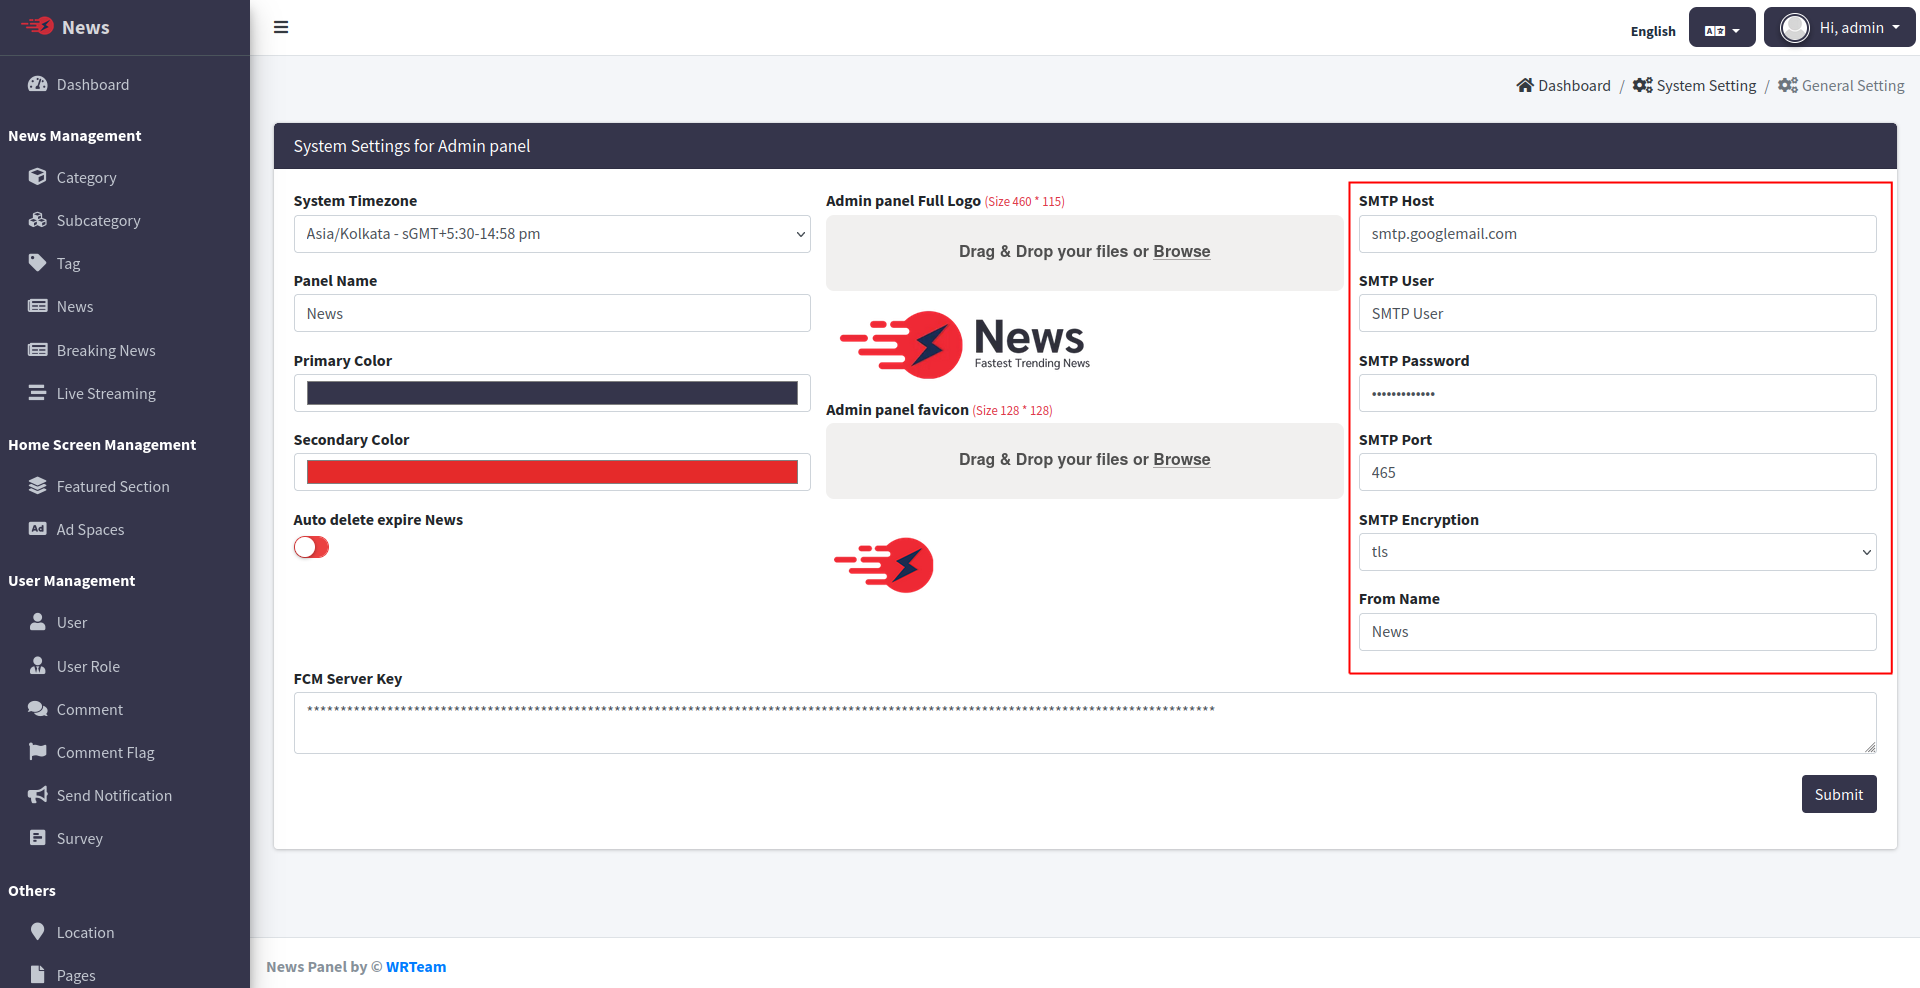 News
English
Hi, admin
Dashboard
News Management
Category
Subcategory
Tag
News
Breaking News
Live Streaming
Home Screen Management
Featured Section
Ad
Ad Spaces
User Management
User
User Role
Comment
Comment Flag
Send Notification
Survey
Others
Location
Pages
Dashboard / System Setting / General Setting
System Settings for Admin panel
System Timezone
Asia/Kolkata - sGMT+5:30-14:58 pm
Panel Name
News
Primary Color
Secondary Color
Auto delete expire News
Admin panel Full Logo (Size 460 * 115)
Drag & Drop your files or Browse
News
Fastest Trending News
Admin panel favicon (Size 128 * 128)
Drag & Drop your files or Browse
SMTP Host
smtp.googlemail.com
SMTP User
SMTP User
SMTP Password
•••••••••••••
SMTP Port
465
SMTP Encryption
tls
From Name
News
FCM Server Key
Submit
News Panel by © WRTeam